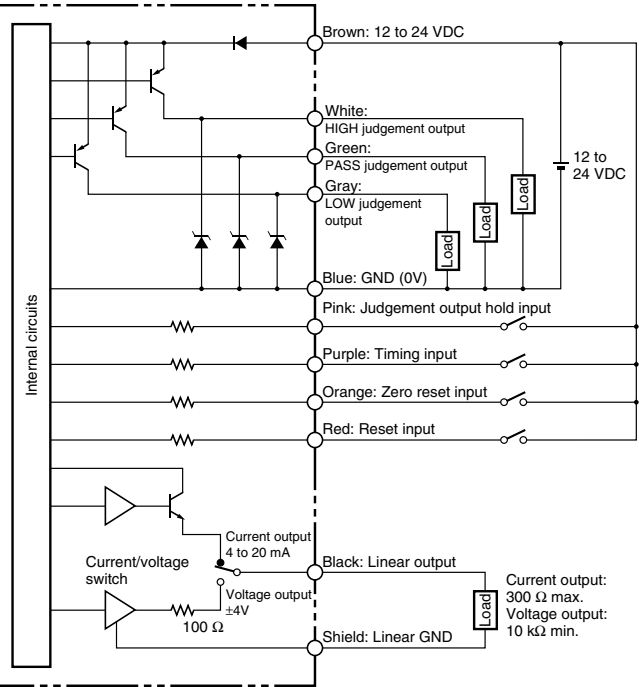 Brown: 12 to 24 VDC
White:
HIGH judgement output
Green:
PASS judgement output
Gray:
LOW judgement
output
12 to
24 VDC
Load
Load
Load
Blue: GND (0V)
Pink: Judgement output hold input
Purple: Timing input
Orange: Zero reset input
Red: Reset input
Internal circuits
Current output
4 to 20 mA
Current/voltage
switch
Black: Linear output
Voltage output
±4V
100 Ω
Load
Current output:
300 Ω max.
Voltage output:
10 kΩ min.
Shield: Linear GND